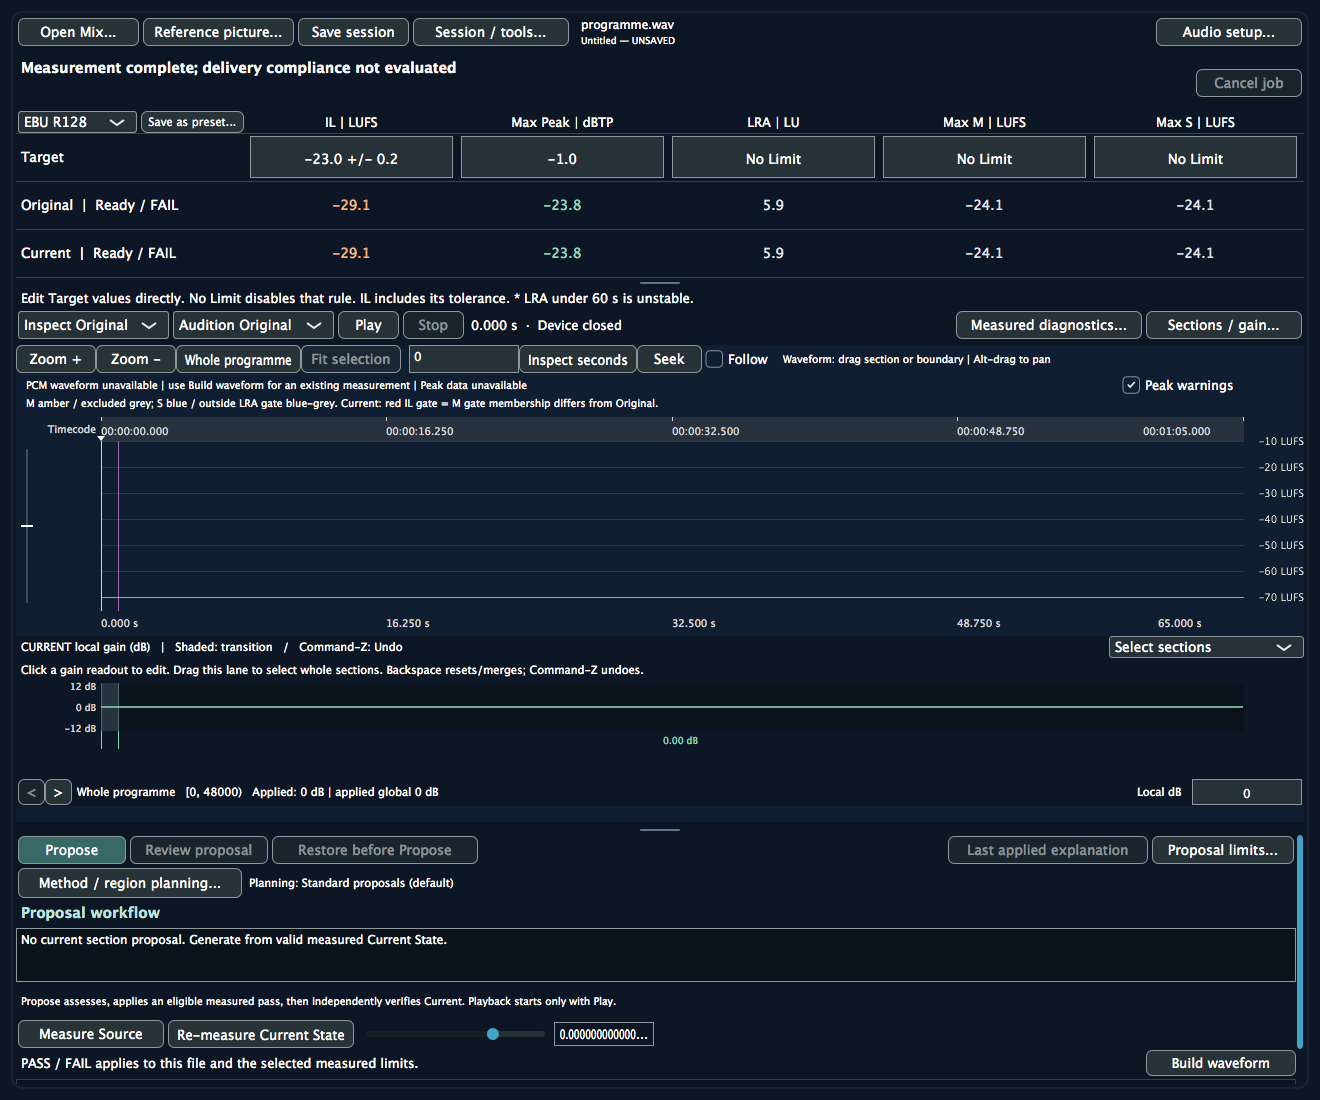 Open Mix... Reference picture... Save session Session / tools... programme.wav Audio setup...
Untitled — UNSAVED
Measurement complete; delivery compliance not evaluated
Cancel job
EBU R128 Save as preset... IL | LUFS Max Peak | dBTP LRA | LU Max M | LUFS Max S | LUFS
Target -23.0 +/- 0.2 -1.0 No Limit No Limit No Limit
Original | Ready / FAIL -29.1 -23.8 5.9 -24.1 -24.1
Current | Ready / FAIL -29.1 -23.8 5.9 -24.1 -24.1
Edit Target values directly. No Limit disables that rule. IL includes its tolerance. * LRA under 60 s is unstable.
Inspect Original Audition Original Play Stop 0.000 s · Device closed Measured diagnostics... Sections / gain...
Zoom + Zoom − Whole programme Fit selection 0 Inspect seconds Seek Follow Waveform: drag section or boundary | Alt-drag to pan
PCM waveform unavailable | use Build waveform for an existing measurement | Peak data unavailable Peak warnings
M amber / excluded grey; S blue / outside LRA gate blue-grey. Current: red IL gate = M gate membership differs from Original.
Timecode 00:00:00.000 00:00:16.250 00:00:32.500 00:00:48.750 00:01:05.000
-10 LUFS
-20 LUFS
-30 LUFS
-40 LUFS
-50 LUFS
-60 LUFS
-70 LUFS
0.000 s 16.250 s 32.500 s 48.750 s 65.000 s
CURRENT local gain (dB) | Shaded: transition / Command-Z: Undo Select sections
Click a gain readout to edit. Drag this lane to select whole sections. Backspace resets/merges; Command-Z undoes.
12 dB
0 dB
-12 dB
0.00 dB
< > Whole programme [0, 48000) Applied: 0 dB | applied global 0 dB Local dB 0
Propose Review proposal Restore before Propose Last applied explanation Proposal limits...
Method / region planning... Planning: Standard proposals (default)
Proposal workflow
No current section proposal. Generate from valid measured Current State.
Propose assesses, applies an eligible measured pass, then independently verifies Current. Playback starts only with Play.
Measure Source Re-measure Current State 0.000000000000...
PASS / FAIL applies to this file and the selected measured limits. Build waveform